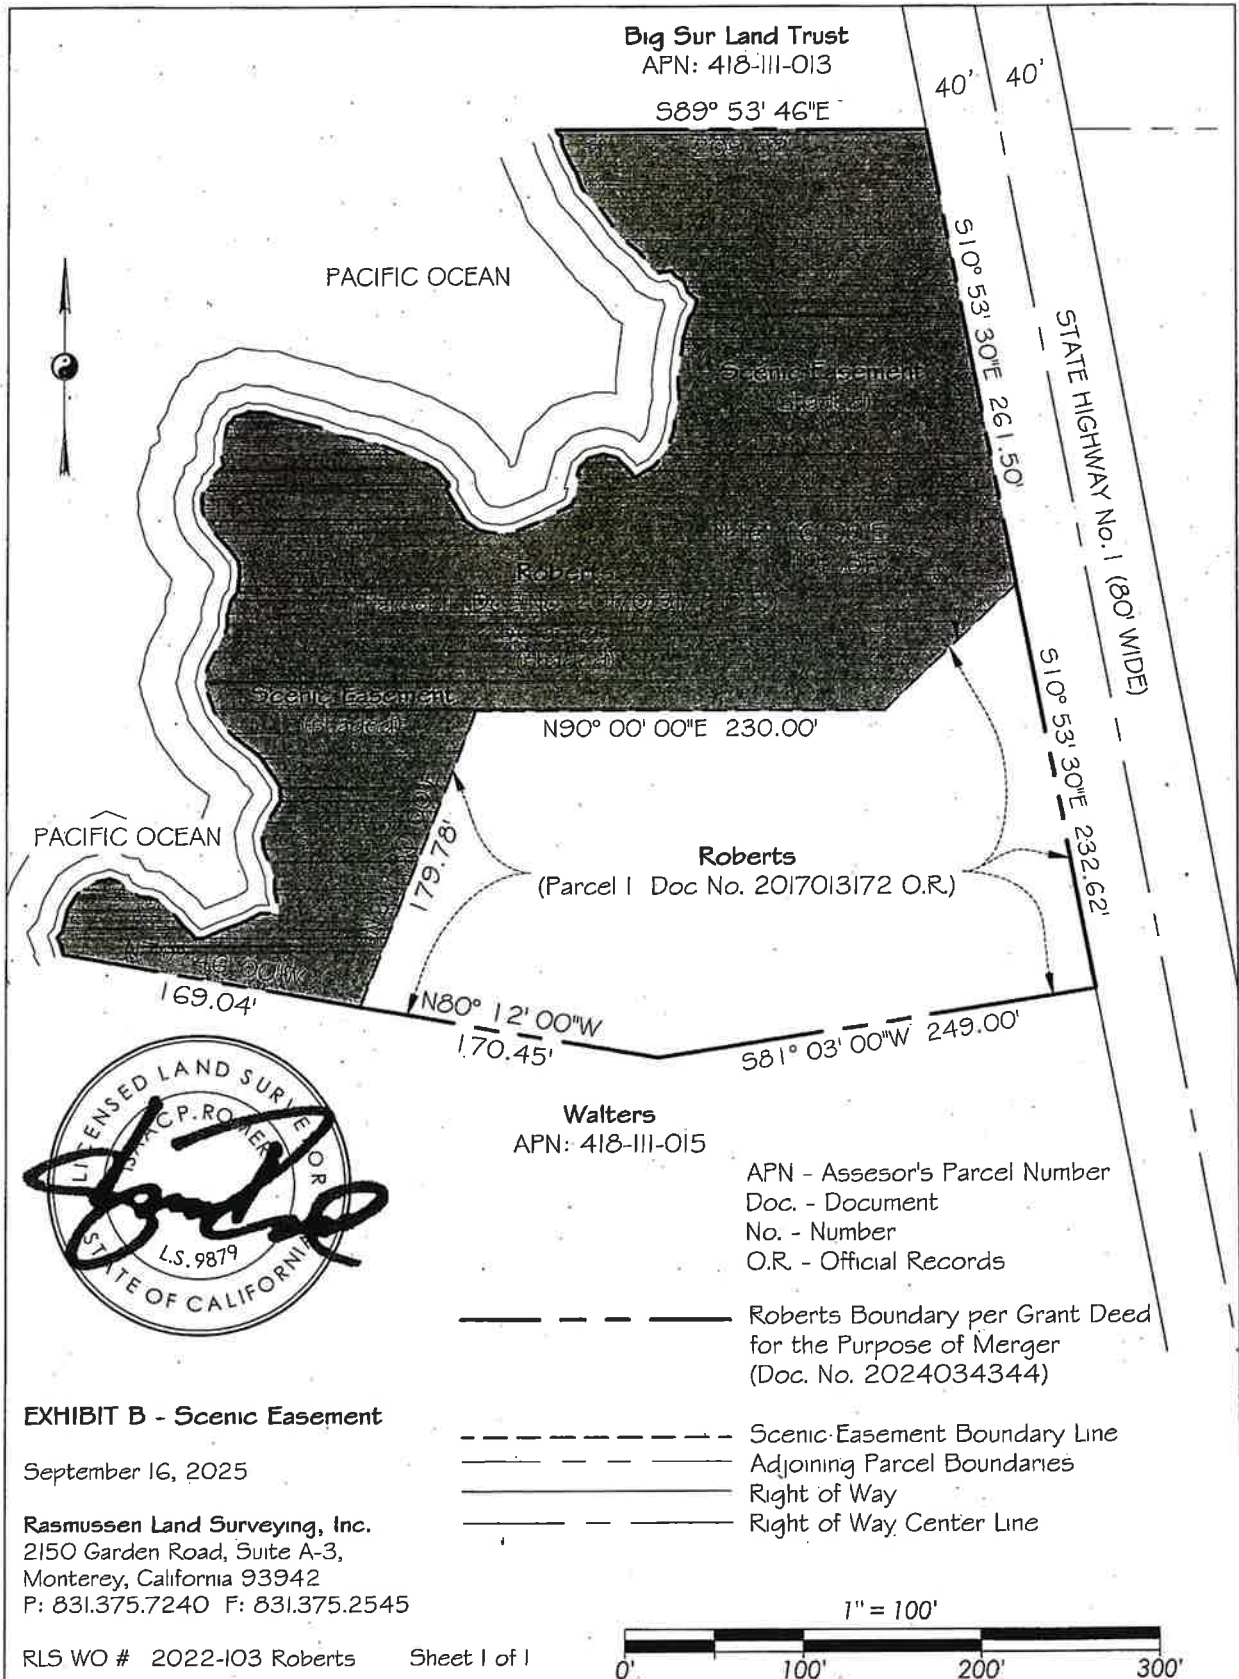 Big Sur Land Trust
APN: 418-111-013
S89° 53' 46"E
40'
40'
PACIFIC OCEAN
S10° 53' 30"E 261.50'
STATE HIGHWAY No. 1 (80' WIDE)
Scenic Easement
(shaded)
Roberts
Scenic Easement
(shaded)
N90° 00' 00"E 230.00'
S10° 53' 30"E 232.62'
179.78'
PACIFIC OCEAN
Roberts
(Parcel 1 Doc No. 2017013172 O.R.)
169.04'
N80° 12' 00"W
170.45'
S81° 03' 00"W 249.00'
LICENSED LAND SURVEYOR
ISAAC P. ROMER
L.S. 9879
STATE OF CALIFORNIA
Walters
APN: 418-111-015
APN - Assesor's Parcel Number
Doc. - Document
No. - Number
O.R. - Official Records
Roberts Boundary per Grant Deed
for the Purpose of Merger
(Doc. No. 2024034344)
Scenic Easement Boundary Line
Adjoining Parcel Boundaries
Right of Way
Right of Way Center Line
EXHIBIT B - Scenic Easement
September 16, 2025
Rasmussen Land Surveying, Inc.
2150 Garden Road, Suite A-3,
Monterey, California 93942
P: 831.375.7240 F: 831.375.2545
RLS WO # 2022-103 Roberts Sheet 1 of 1
1" = 100'
0' 100' 200' 300'